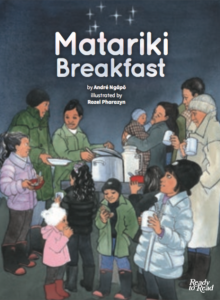 Matariki
Breakfast
by André Ngāpō
illustrated by
Rozel Pharazyn
Ready
to Read